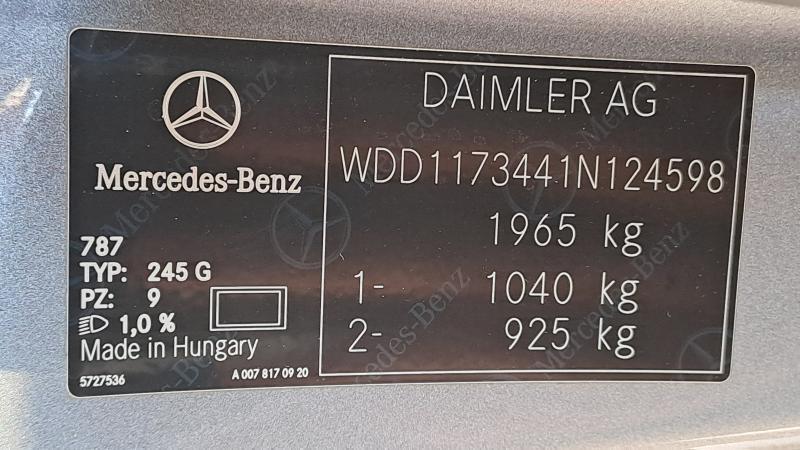 Mercedes-Benz
787
TYP: 245 G
PZ: 9
1,0 %
Made in Hungary
5727536
A 007 817 09 20
DAIMLER AG
WDD1173441N124598
1965 kg
1- 1040 kg
2- 925 kg